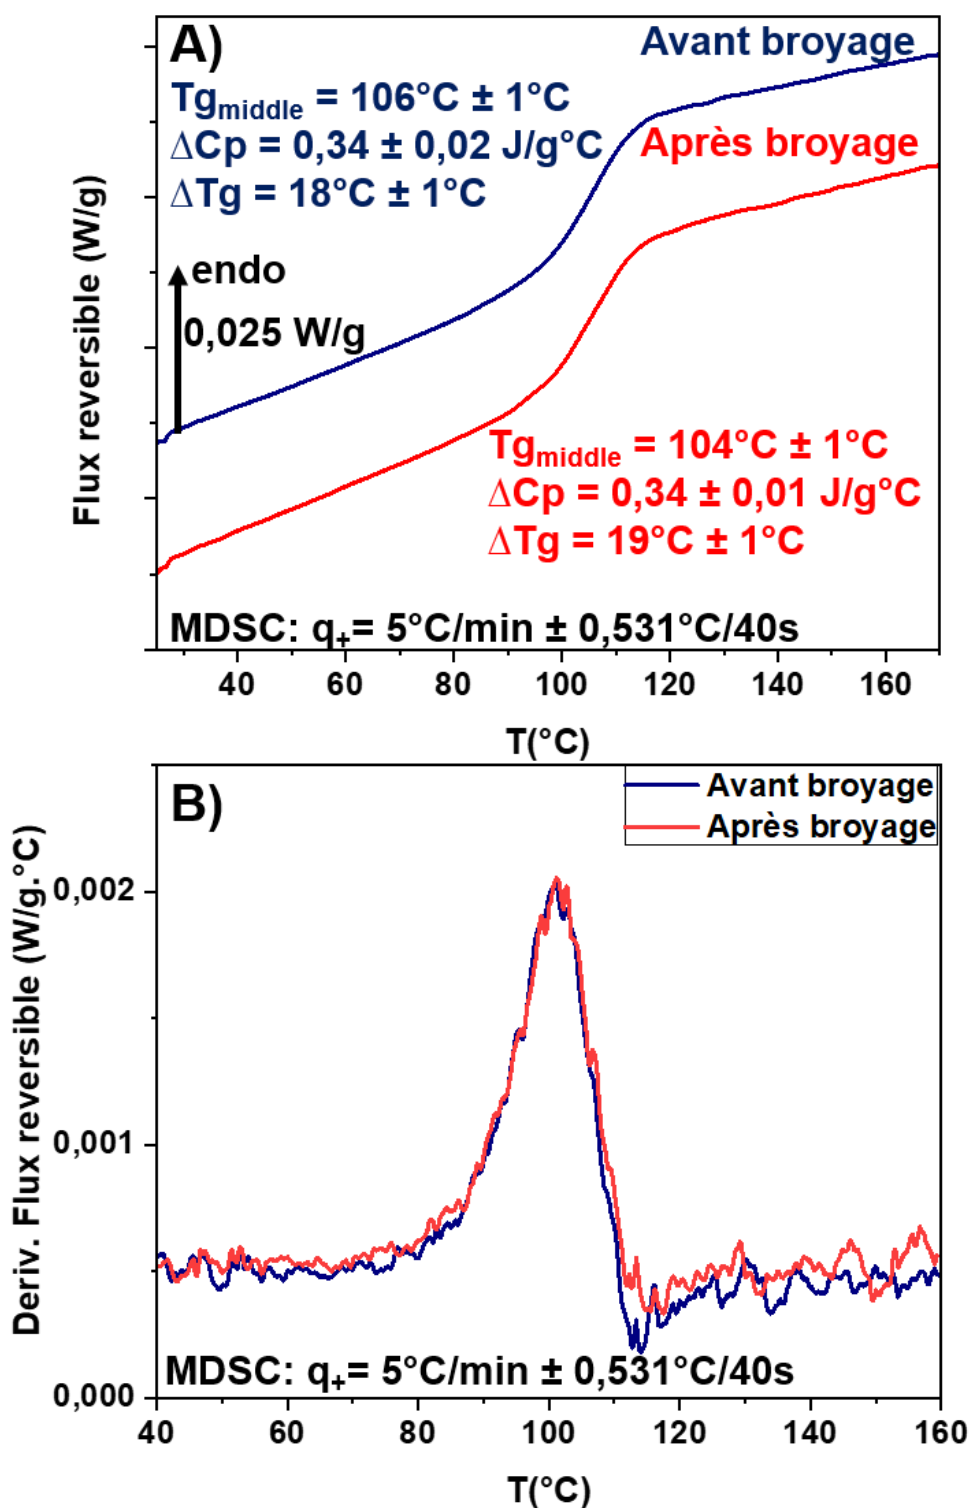 A)
Avant broyage
Tgmiddle = 106°C ± 1°C
ΔCp = 0,34 ± 0,02 J/g°C
ΔTg = 18°C ± 1°C
Après broyage
endo
0,025 W/g
Tgmiddle = 104°C ± 1°C
ΔCp = 0,34 ± 0,01 J/g°C
ΔTg = 19°C ± 1°C
MDSC: q+= 5°C/min ± 0,531°C/40s
Flux reversible (W/g)
40 60 80 100 120 140 160
T(°C)
B)
Avant broyage
Après broyage
Deriv. Flux reversible (W/g.°C)
0,002
0,001
0,000
MDSC: q+= 5°C/min ± 0,531°C/40s
40 60 80 100 120 140 160
T(°C)